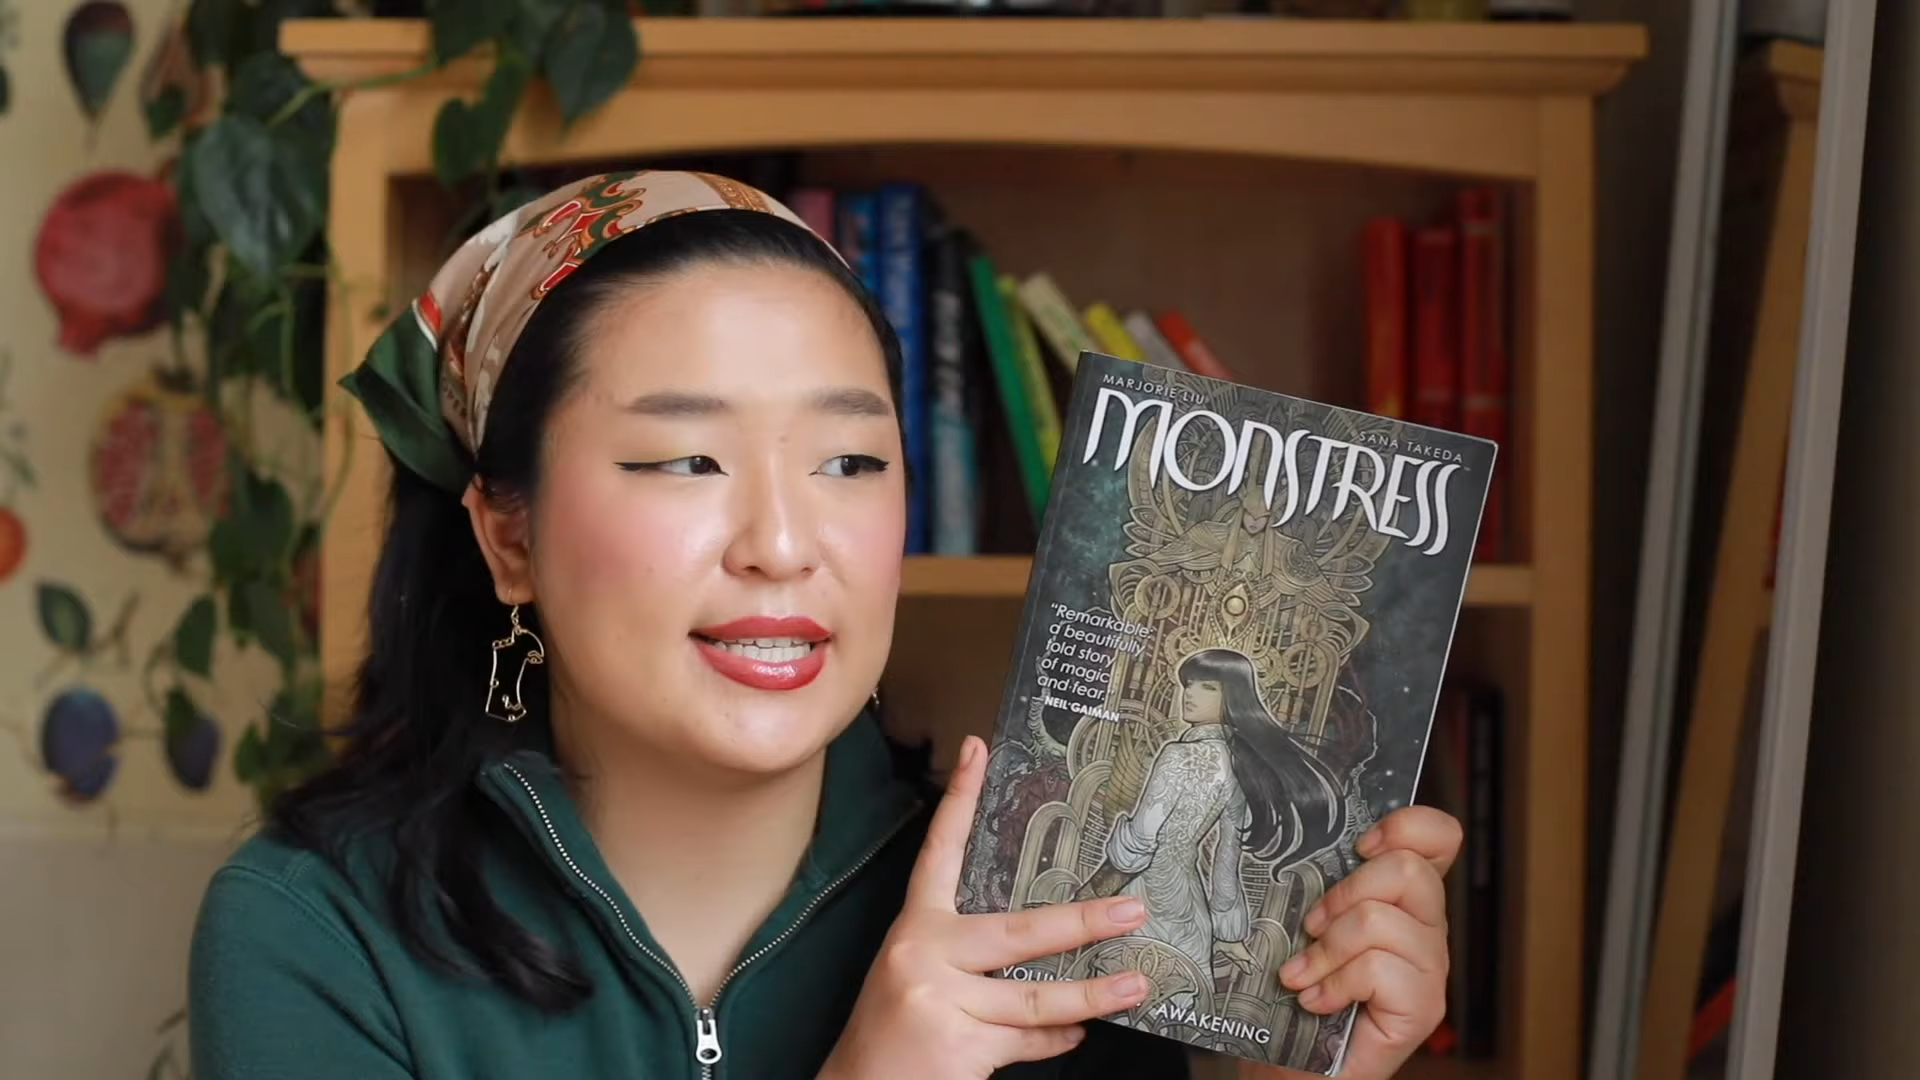 MARJORIE LIU
SANA TAKEDA
MONSTRESS
"Remarkable:
a beautifully
told story
of magic
and fear."
—NEIL GAIMAN
AWAKENING